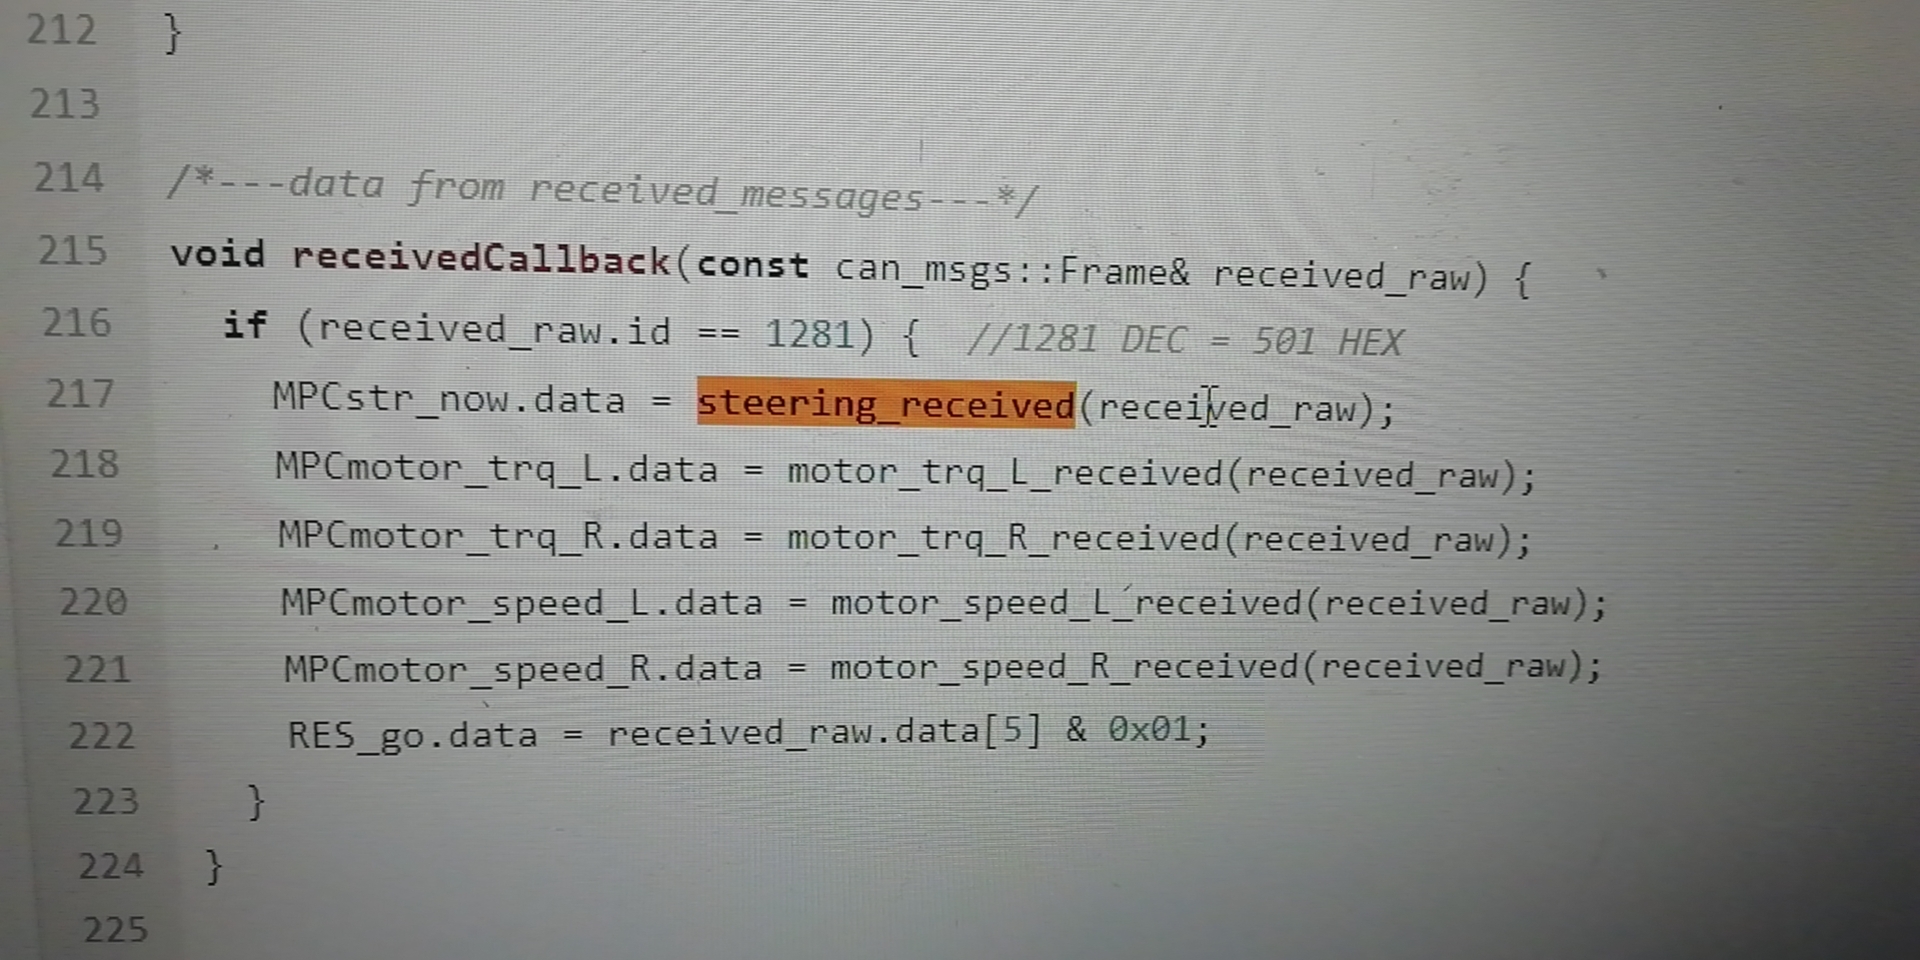 212 }
213
214 /*---data from received_messages---*/
215 void receivedCallback(const can_msgs::Frame& received_raw) {
216 if (received_raw.id == 1281) { //1281 DEC = 501 HEX
217 MPCstr_now.data = steering_received(received_raw);
218 MPCmotor_trq_L.data = motor_trq_L_received(received_raw);
219 MPCmotor_trq_R.data = motor_trq_R_received(received_raw);
220 MPCmotor_speed_L.data = motor_speed_L_received(received_raw);
221 MPCmotor_speed_R.data = motor_speed_R_received(received_raw);
222 RES_go.data = received_raw.data[5] & 0x01;
223 }
224 }
225